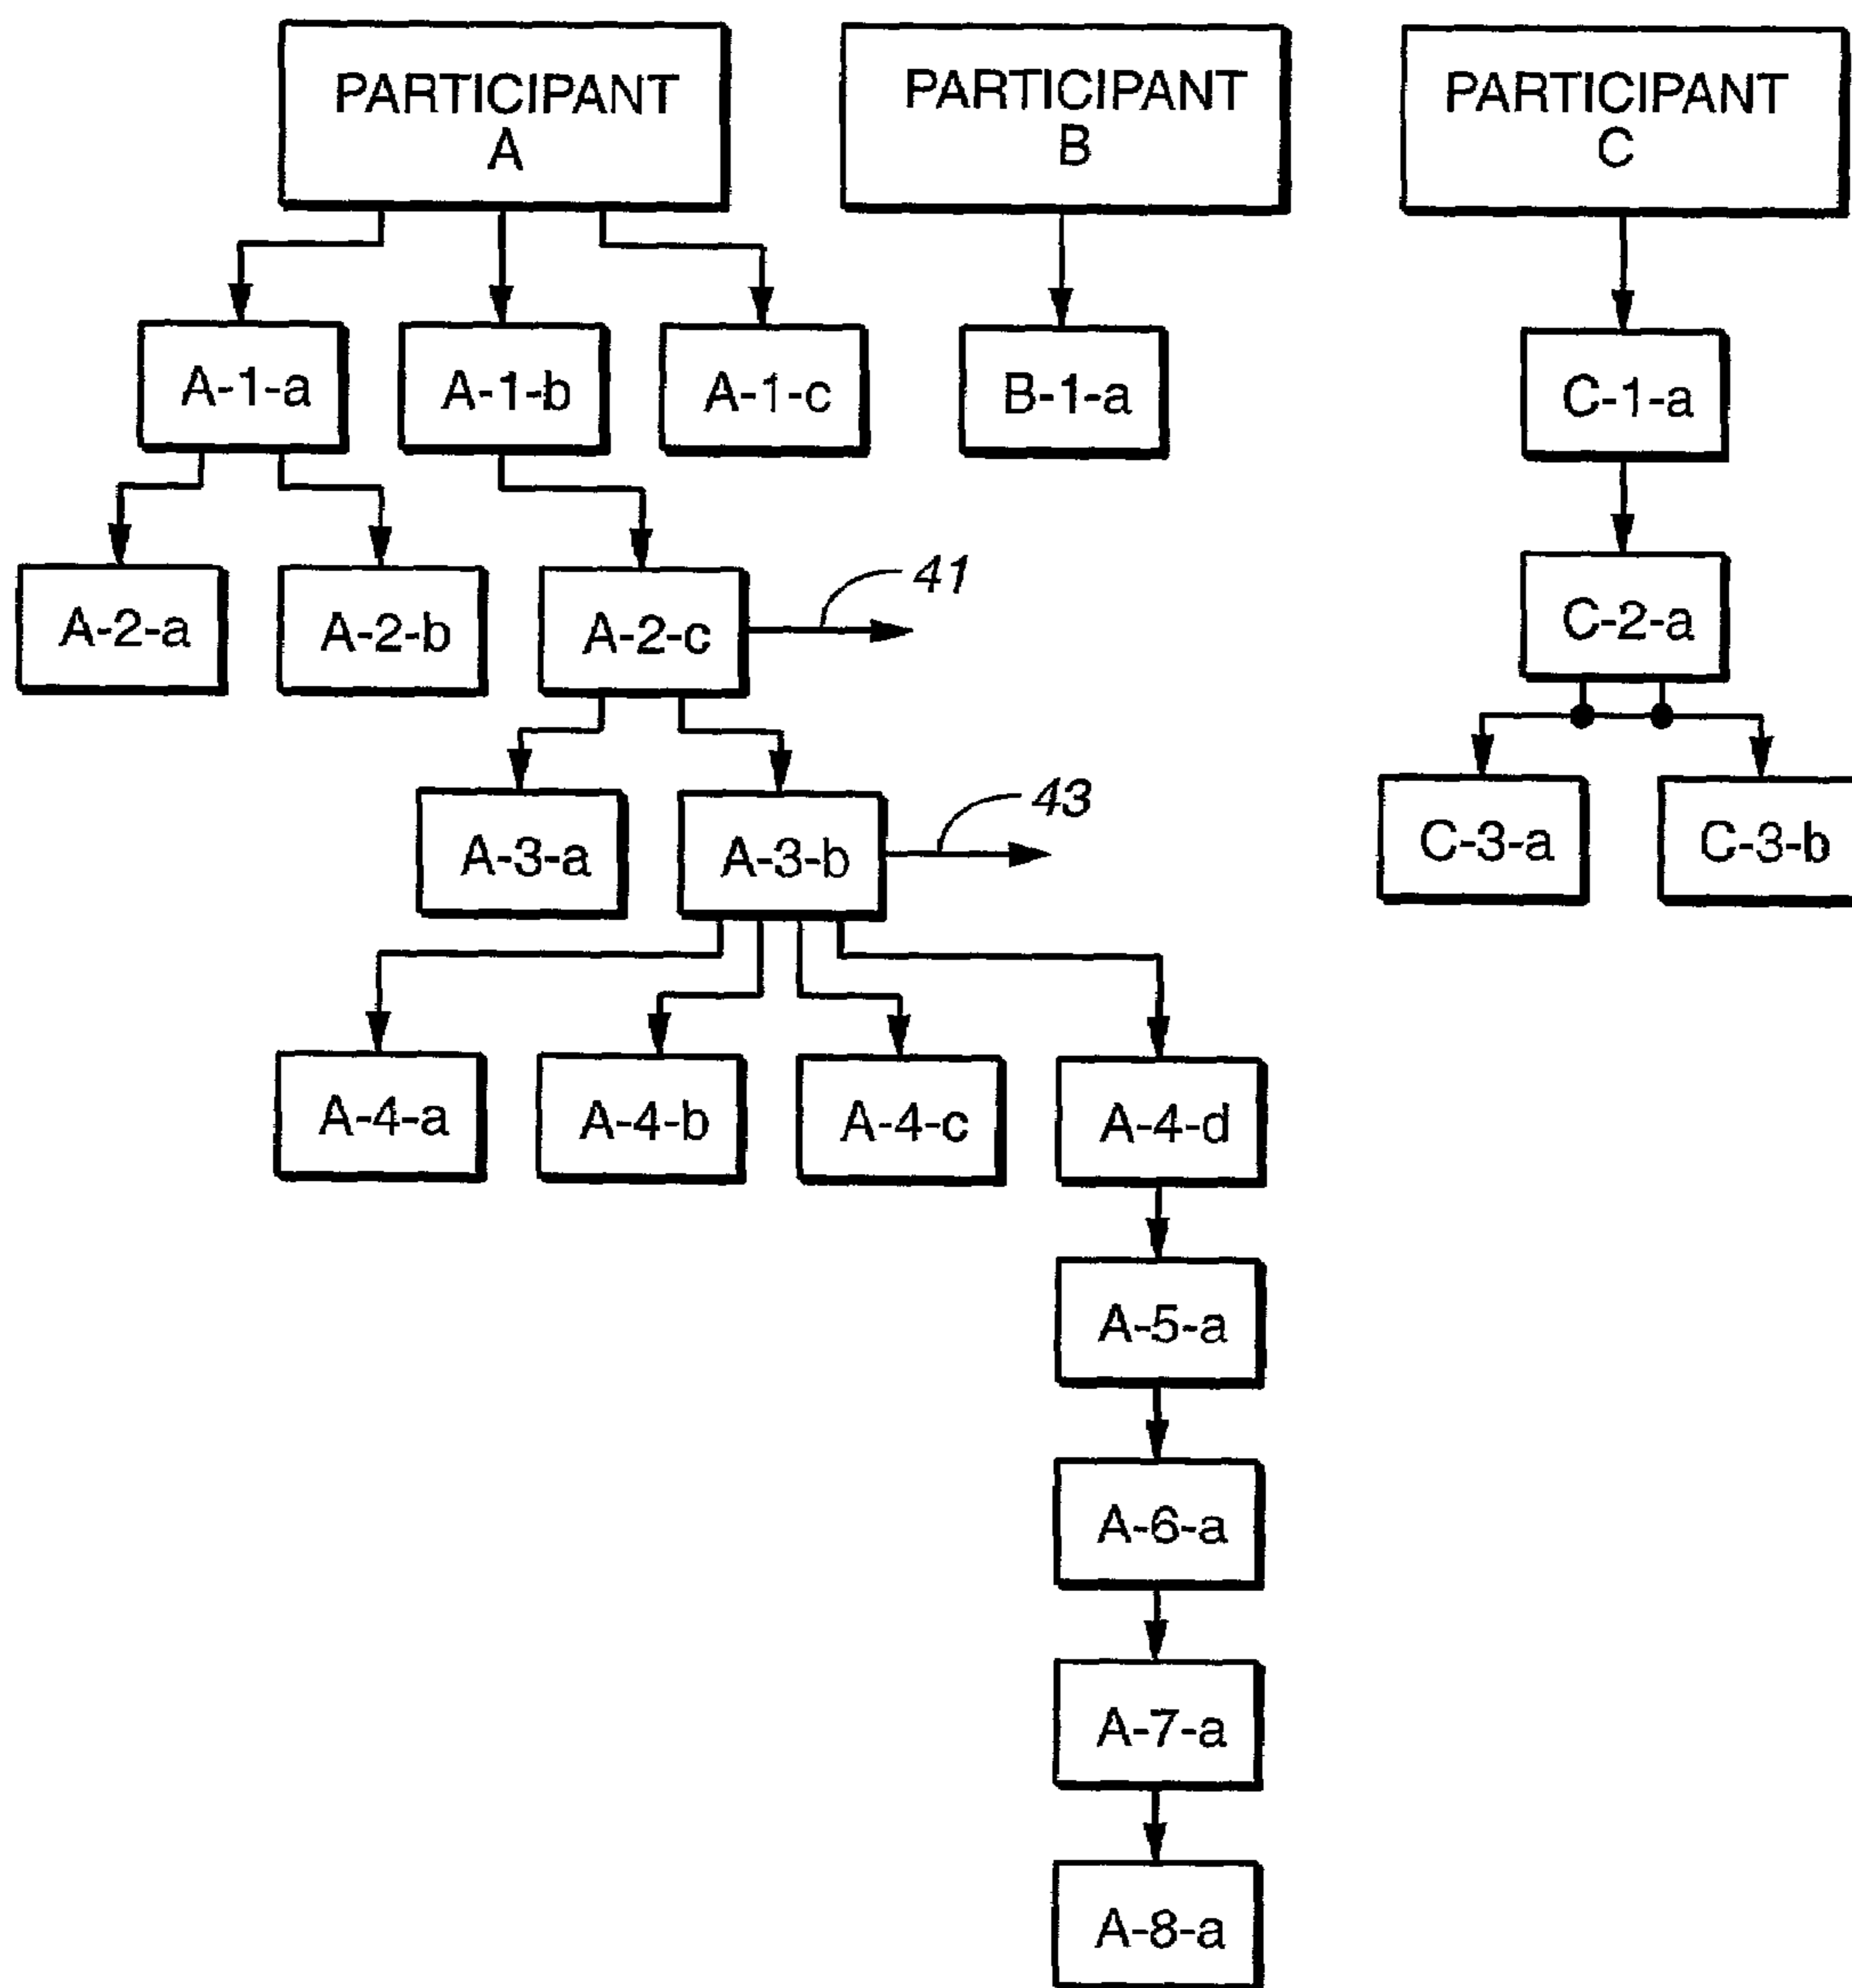 PARTICIPANT
A
PARTICIPANT
B
PARTICIPANT
C
A-1-a
A-1-b
A-1-c
B-1-a
C-1-a
A-2-a
A-2-b
A-2-c
41
C-2-a
A-3-a
A-3-b
43
C-3-a
C-3-b
A-4-a
A-4-b
A-4-c
A-4-d
A-5-a
A-6-a
A-7-a
A-8-a